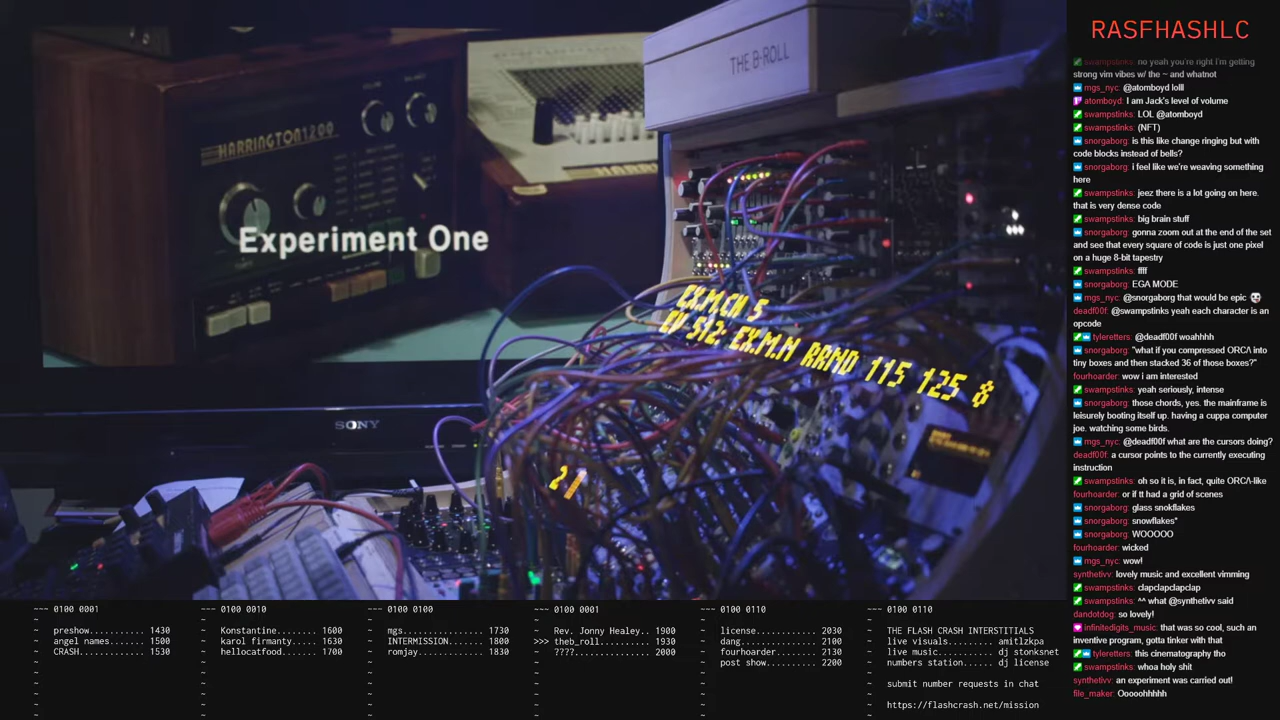 RASFHASHLC
swampstinks: no yeah you're right i'm getting
strong vim vibes w/ the ~ and whatnot
mgs_nyc: @atomboyd lolll
atomboyd: I am Jack's level of volume
swampstinks: LOL @atomboyd
swampstinks: (NFT)
snorgaborg: is this like change ringing but with
code blocks instead of bells?
snorgaborg: i feel like we're weaving something
here
swampstinks: jeez there is a lot going on here.
that is very dense code
swampstinks: big brain stuff
snorgaborg: gonna zoom out at the end of the set
and see that every square of code is just one pixel
on a huge 8-bit tapestry
swampstinks: ffff
snorgaborg: EGA MODE
mgs_nyc: @snorgaborg that would be epic
deadf00f: @swampstinks yeah each character is an
opcode
tyleretters: @deadf00f woahhhh
snorgaborg: "what if you compressed ORCΛ into
tiny boxes and then stacked 36 of those boxes?"
fourhoarder: wow i am interested
swampstinks: yeah seriously, intense
snorgaborg: those chords, yes. the mainframe is
leisurely booting itself up. having a cuppa computer
joe. watching some birds.
mgs_nyc: @deadf00f what are the cursors doing?
deadf00f: a cursor points to the currently executing
instruction
swampstinks: oh so it is, in fact, quite ORCΛ-like
fourhoarder: or if tt had a grid of scenes
snorgaborg: glass snokflakes
snorgaborg: snowflakes*
snorgaborg: WOOOOO
fourhoarder: wicked
mgs_nyc: wow!
synthetivv: lovely music and excellent vimming
swampstinks: clapclapclapclap
swampstinks: ^^ what @synthetivv said
dandotdog: so lovely!
infinitedigits_music: that was so cool, such an
inventive program, gotta tinker with that
tyleretters: this cinematography tho
swampstinks: whoa holy shit
synthetivv: an experiment was carried out!
file_maker: Ooooohhhhh
THE B-ROLL
HARRINGTON1200
Experiment One
EX.M.CH 5
EV 512: EX.M.N RRND 115 125 8
SONY
~~~ 0100 0001
preshow.......... 1430
angel names...... 1500
CRASH............ 1530
~~~ 0100 0010
Konstantine...... 1600
karol firmanty... 1630
hellocatfood..... 1700
~~~ 0100 0100
mgs.............. 1730
INTERMISSION..... 1800
romjay........... 1830
~~~ 0100 0001
Rev. Jonny Healey.. 1900
>>> theb_roll.......... 1930
????............... 2000
~~~ 0100 0110
license.......... 2030
dang............. 2100
fourhoarder...... 2130
post show........ 2200
~~~ 0100 0110
THE FLASH CRASH INTERSTITIALS
live visuals....... amitlzkpa
live music......... dj stonksnet
numbers station.... dj license
submit number requests in chat
https://flashcrash.net/mission